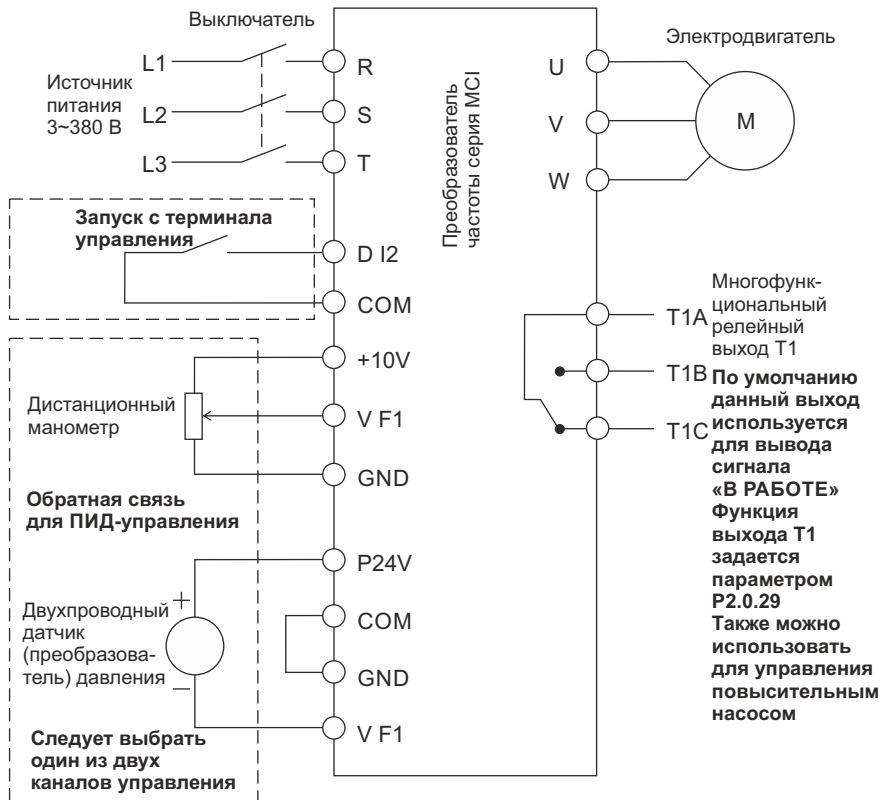 Выключатель
L1
L2
L3
Источник
питания
3~380 В
R
S
T
Преобразователь
частоты серия MCI
U
V
W
Электродвигатель
M
Запуск с терминала
управления
D I2
COM
+10V
V F1
GND
Дистанционный
манометр
Обратная связь
для ПИД-управления
P24V
COM
GND
V F1
+
Двухпроводный
датчик
(преобразова-
тель) давления
–
Следует выбрать
один из двух
каналов управления
T1A
T1B
T1C
Многофунк-
циональный
релейный
выход T1
По умолчанию
данный выход
используется
для вывода
сигнала
«В РАБОТЕ»
Функция
выхода Т1
задается
параметром
P2.0.29
Также можно
использовать
для управления
повысительным
насосом